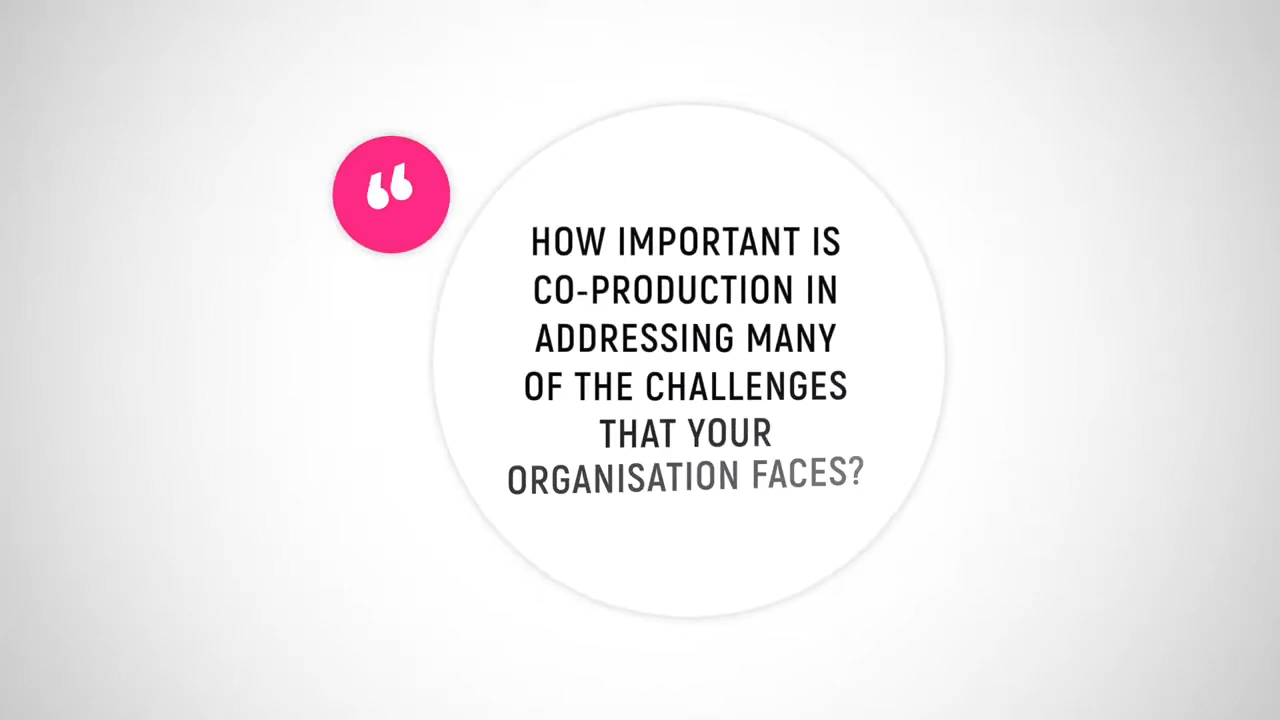 “
HOW IMPORTANT IS
CO-PRODUCTION IN
ADDRESSING MANY
OF THE CHALLENGES
THAT YOUR
ORGANISATION FACES?